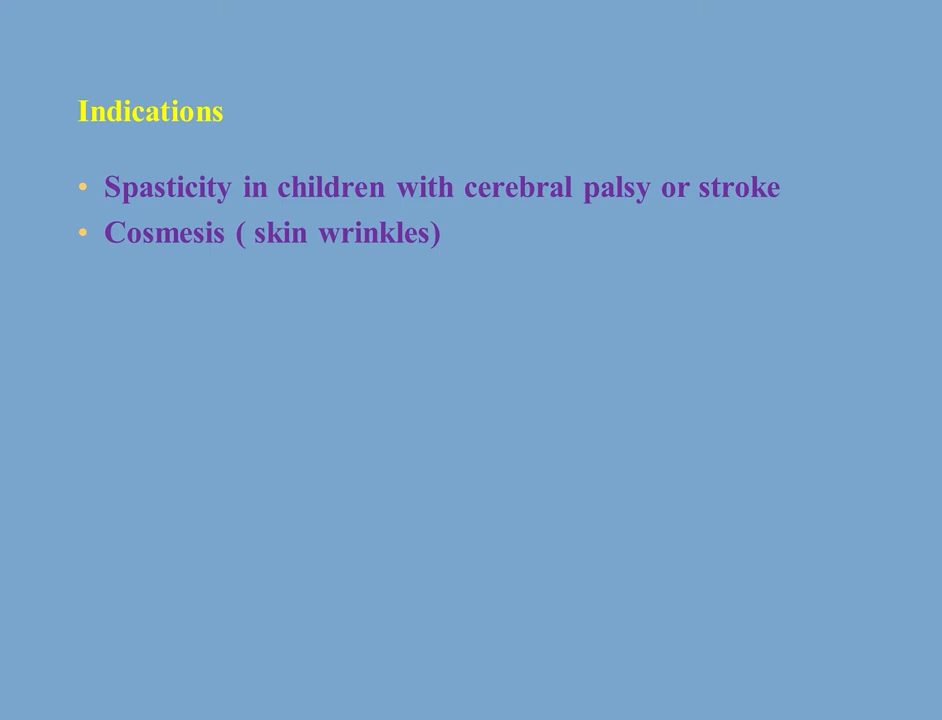 Indications
• Spasticity in children with cerebral palsy or stroke
• Cosmesis ( skin wrinkles)